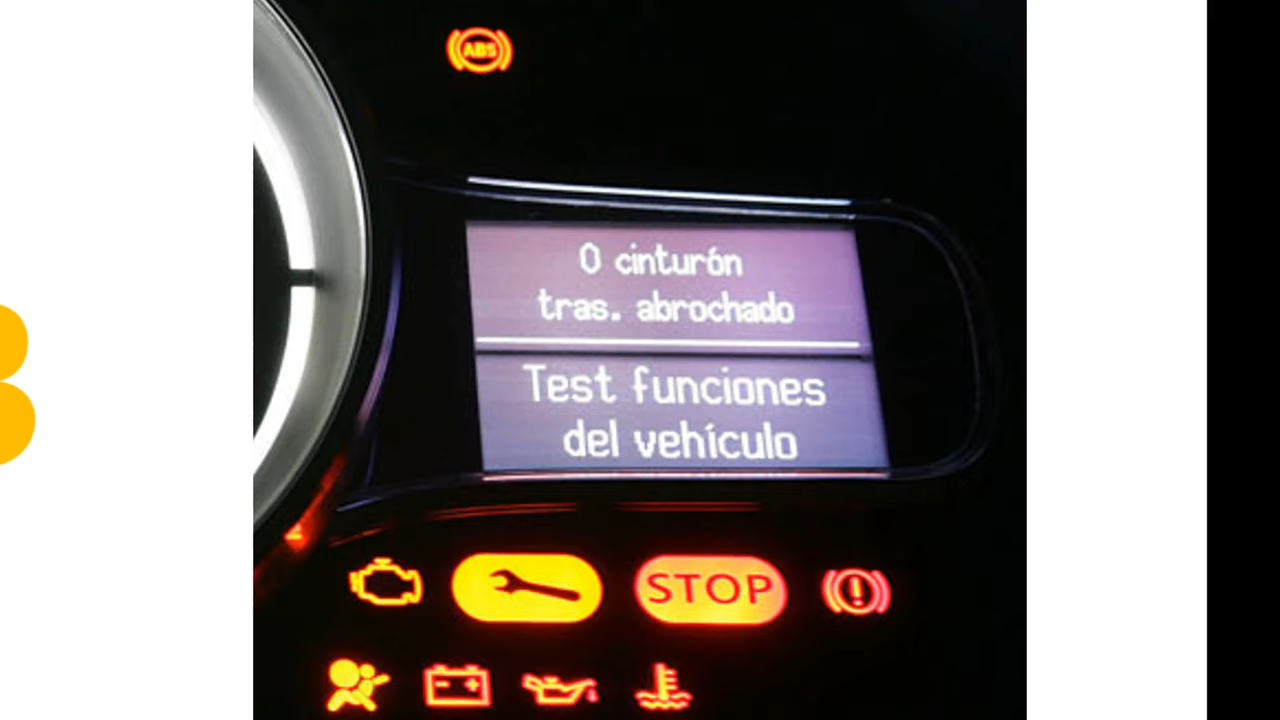 ABS
0 cinturón
tras. abrochado
Test funciones
del vehículo
STOP